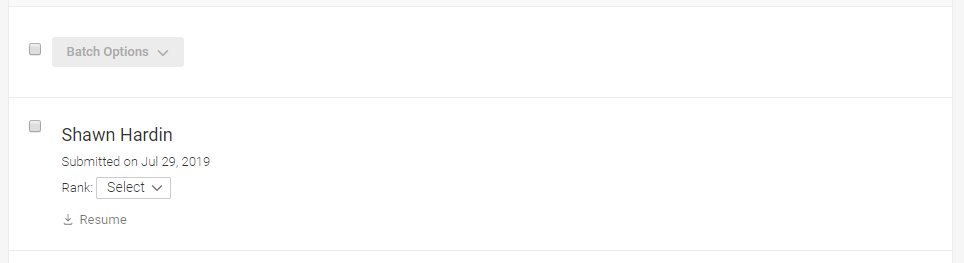 Batch Options
Shawn Hardin
Submitted on Jul 29, 2019
Rank: Select
Resume